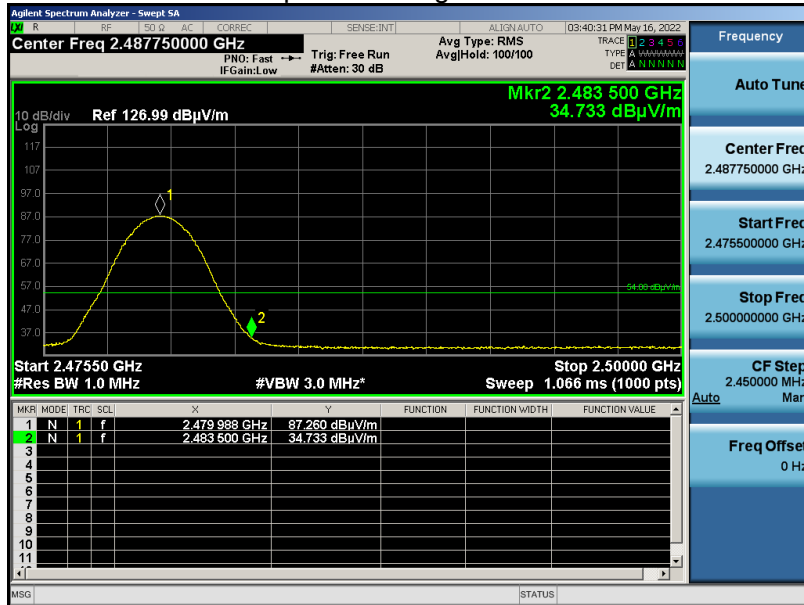 Agilent Spectrum Analyzer - Swept SA
LXI R RF 50 Ω AC CORREC SENSE:INT ALIGN AUTO 03:40:31 PM May 16, 2022
Center Freq 2.487750000 GHz
PNO: Fast
IFGain:Low
Trig: Free Run
#Atten: 30 dB
Avg Type: RMS
Avg|Hold: 100/100
TRACE 1 2 3 4 5 6
TYPE A WWWWW
DET A N N N N N
Mkr2 2.483 500 GHz
34.733 dBµV/m
10 dB/div Ref 126.99 dBµV/m
Log
117
107
97.0
87.0
77.0
67.0
57.0
47.0
37.0
1
2
54.00 dBµV/m
Start 2.47550 GHz Stop 2.50000 GHz
#Res BW 1.0 MHz #VBW 3.0 MHz* Sweep 1.066 ms (1000 pts)
MKR MODE TRC SCL X Y FUNCTION FUNCTION WIDTH FUNCTION VALUE
1 N 1 f 2.479 988 GHz 87.260 dBµV/m
2 N 1 f 2.483 500 GHz 34.733 dBµV/m
3
4
5
6
7
8
9
10
11
MSG STATUS
Frequency
Auto Tune
Center Freq
2.487750000 GHz
Start Freq
2.475500000 GHz
Stop Freq
2.500000000 GHz
CF Step
2.450000 MHz
Auto Man
Freq Offset
0 Hz